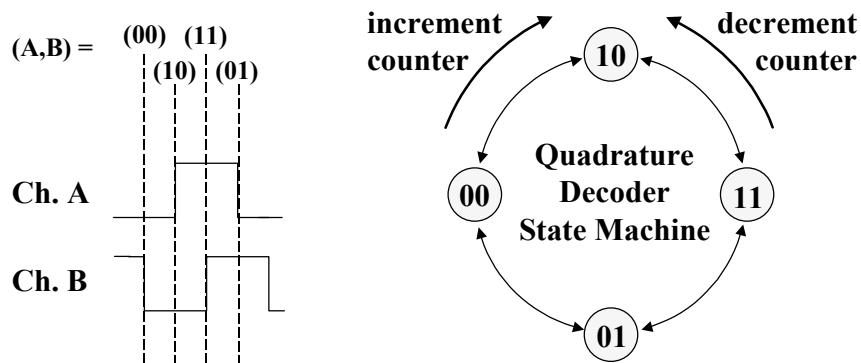 (A,B) =
(00) (11)
(10) (01)
Ch. A
Ch. B
increment
counter
decrement
counter
10
00
Quadrature
Decoder
State Machine
11
01